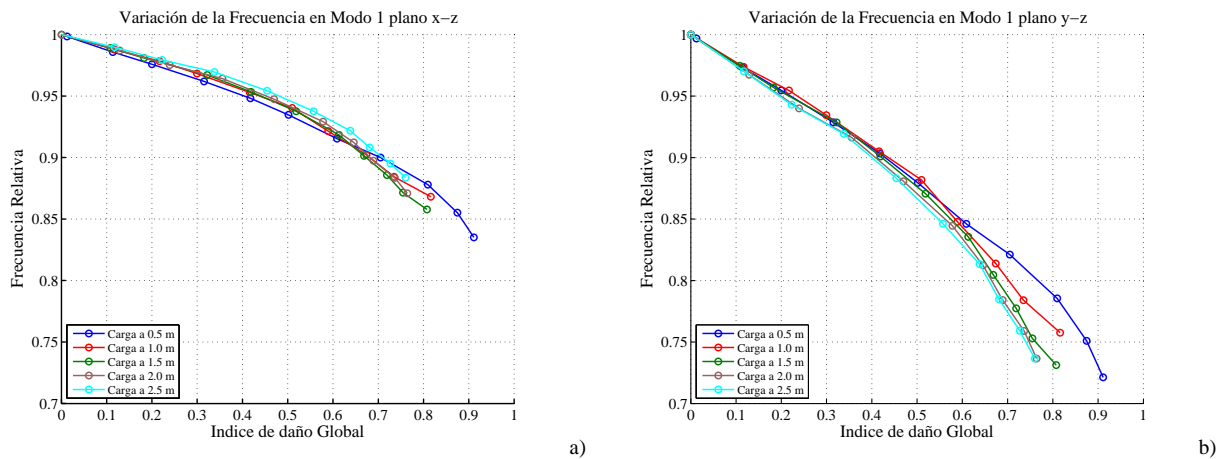 Variación de la Frecuencia en Modo 1 plano x−z
Frecuencia Relativa
1
0.95
0.9
0.85
0.8
0.75
0.7
Carga a 0.5 m
Carga a 1.0 m
Carga a 1.5 m
Carga a 2.0 m
Carga a 2.5 m
0 0.1 0.2 0.3 0.4 0.5 0.6 0.7 0.8 0.9 1
Indice de daño Global
a)
Variación de la Frecuencia en Modo 1 plano y−z
Frecuencia Relativa
1
0.95
0.9
0.85
0.8
0.75
0.7
Carga a 0.5 m
Carga a 1.0 m
Carga a 1.5 m
Carga a 2.0 m
Carga a 2.5 m
0 0.1 0.2 0.3 0.4 0.5 0.6 0.7 0.8 0.9 1
Indice de daño Global
b)